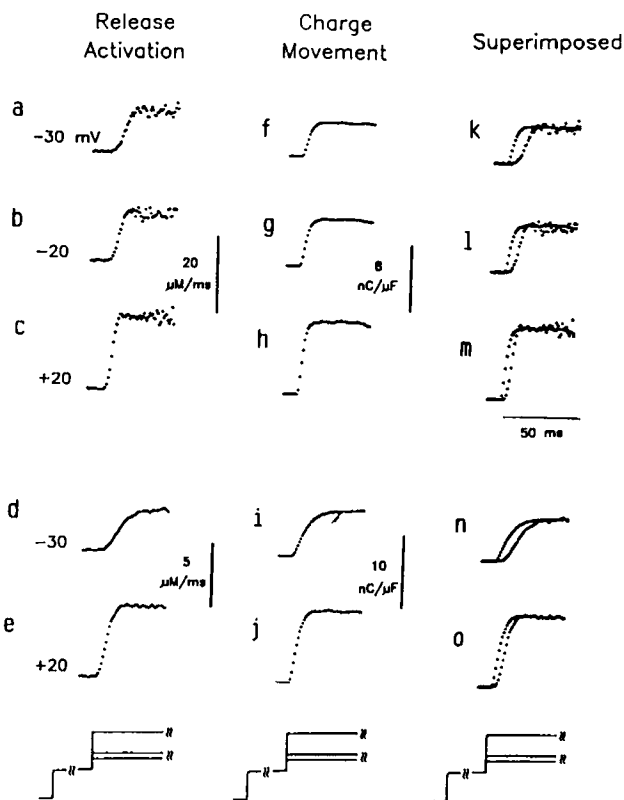 Release Activation
Charge Movement
Superimposed
a
-30 mV
f
k
b
-20
20 μM/ms
g
6 nC/μF
l
c
+20
h
m
50 ms
d
-30
5 μM/ms
i
10 nC/μF
n
e
+20
j
o